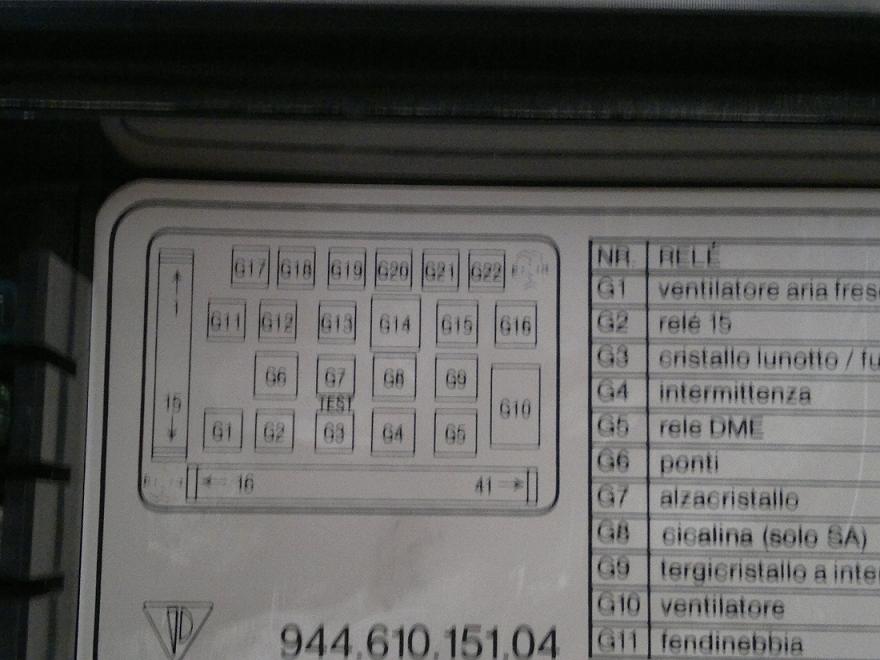 G17 G18 G19 G20 G21 G22
1 G11 G12 G13 G14 G15 G16
G6 G7 G8 G9
15 TEST G10
G1 G2 G3 G4 G5
16 41
944.610.151.04
NR. RELÉ
G1 ventilatore aria
G2 relé 15
G3 cristallo lunotto /
G4 intermittenza
G5 rele DME
G6 ponti
G7 alzacristallo
G8 cicalina (solo SA)
G9 tergicristallo a
G10 ventilatore
G11 fendinebbia